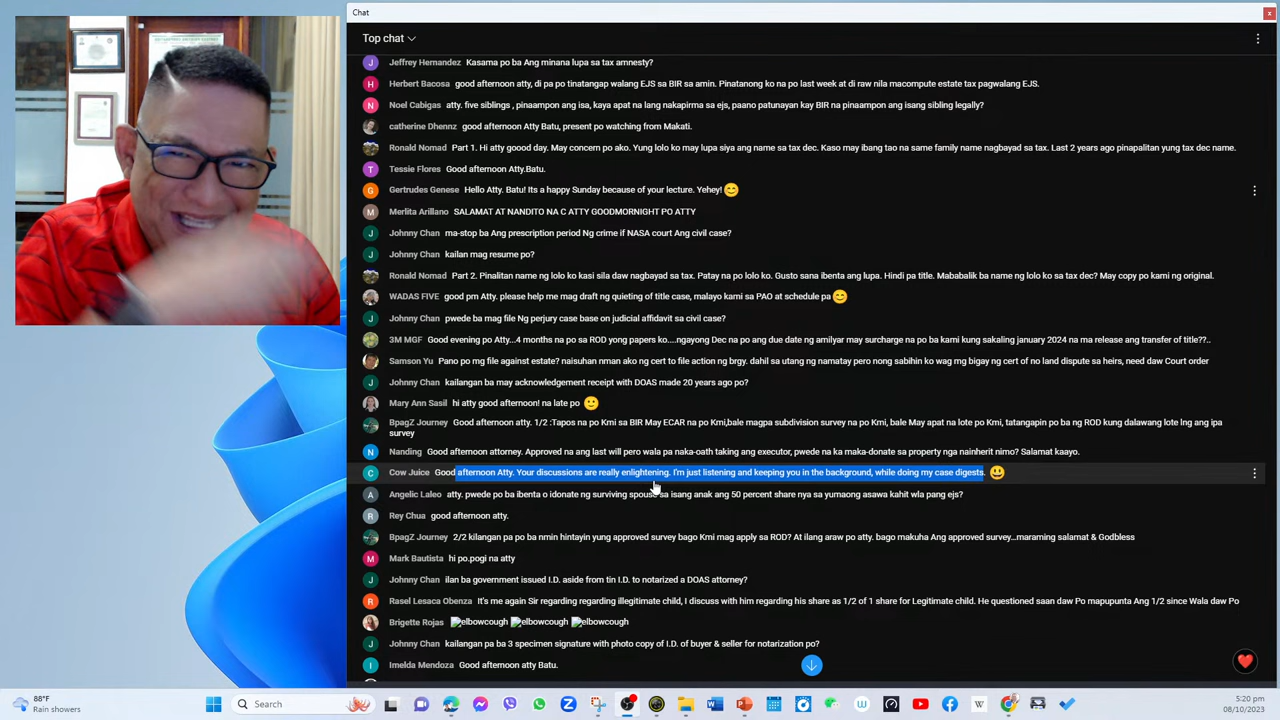 Chat
Top chat
Jeffrey Hernandez Kasama po ba Ang minana lupa sa tax amnesty?
Herbert Bacosa good afternoon atty, di pa po tinatangap walang EJS sa BIR sa amin. Pinatanong ko na po last week at di raw nila macompute estate tax pagwalang EJS.
Noel Cabigas atty. five siblings , pinaampon ang isa, kaya apat na lang nakapirma sa ejs, paano patunayan kay BIR na pinaampon ang isang sibling legally?
catherine Dhennz good afternoon Atty Batu, present po watching from Makati.
Ronald Nomad Part 1. Hi atty goood day. May concern po ako. Yung lolo ko may lupa siya ang name sa tax dec. Kaso may ibang tao na same family name nagbayad sa tax. Last 2 years ago pinapalitan yung tax dec name.
Tessie Flores Good afternoon Atty.Batu.
Gertrudes Genese Hello Atty. Batu! Its a happy Sunday because of your lecture. Yehey!😊
Merlita Arillano SALAMAT AT NANDITO NA C ATTY GOODMORNIGHT PO ATTY
Johnny Chan ma-stop ba Ang prescription period Ng crime if NASA court Ang civil case?
Johnny Chan kailan mag resume po?
Ronald Nomad Part 2. Pinalitan name ng lolo ko kasi sila daw nagbayad sa tax. Patay na po lolo ko. Gusto sana ibenta ang lupa. Hindi pa title. Mababalik ba name ng lolo ko sa tax dec? May copy po kami ng original.
WADAS FIVE good pm Atty. please help me mag draft ng quieting of title case, malayo kami sa PAO at schedule pa😊
Johnny Chan pwede ba mag file Ng perjury case base on judicial affidavit sa civil case?
3M MGF Good evening po Atty...4 months na po sa ROD yong papers ko....ngayong Dec na po ang due date ng amilyar may surcharge na po ba kami kung sakaling january 2024 na ma release ang transfer of title??..
Samson Yu Pano po mg file against estate? naisuhan nman ako ng cert to file action ng brgy. dahil sa utang ng namatay pero nong sabihin ko wag mg bigay ng cert of no land dispute sa heirs, need daw Court order
Johnny Chan kailangan ba may acknowledgement receipt with DOAS made 20 years ago po?
Mary Ann Sasil hi atty good afternoon! na late po 🙂
BpagZ Journey Good afternoon atty. 1/2 :Tapos na po Kmi sa BIR May ECAR na po Kmi,bale magpa subdivision survey na po Kmi, bale May apat na lote po Kmi, tatangapin po ba ng ROD kung dalawang lote lng ang ipa
survey
Nanding Good afternoon attorney. Approved na ang last will pero wala pa naka-oath taking ang executor, pwede na ka maka-donate sa property nga nainherit nimo? Salamat kaayo.
Cow Juice Good afternoon Atty. Your discussions are really enlightening. I'm just listening and keeping you in the background, while doing my case digests. 😃
Angelic Laleo atty. pwede po ba ibenta o idonate ng surviving spouse sa isang anak ang 50 percent share nya sa yumaong asawa kahit wla pang ejs?
Rey Chua good afternoon atty.
BpagZ Journey 2/2 kilangan pa po ba nmin hintayin yung approved survey bago Kmi mag apply sa ROD? At ilang araw po atty. bago makuha Ang approved survey...maraming salamat & Godbless
Mark Bautista hi po.pogi na atty
Johnny Chan ilan ba government issued I.D. aside from tin I.D. to notarized a DOAS attorney?
Rasel Lesaca Obenza It's me again Sir regarding regarding illegitimate child, I discuss with him regarding his share as 1/2 of 1 share for Legitimate child. He questioned saan daw Po mapupunta Ang 1/2 since Wala daw Po
Brigette Rojas elbowcough elbowcough elbowcough
Johnny Chan kailangan pa ba 3 specimen signature with photo copy of I.D. of buyer & seller for notarization po?
Imelda Mendoza Good afternoon atty Batu.
88°F
Rain showers
Search
5:20 pm
08/10/2023